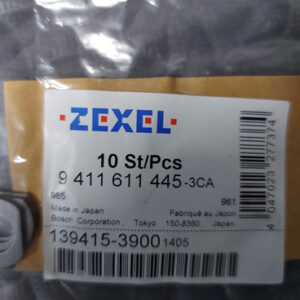 ZEXEL
10 St/Pcs
9 411 611 445-3CA
985 961
Made in Japan Fabriqué au Japon
Bosch Corporation Tokyo 150-8360 Japan
139415-3900 1405
4 047023 277374